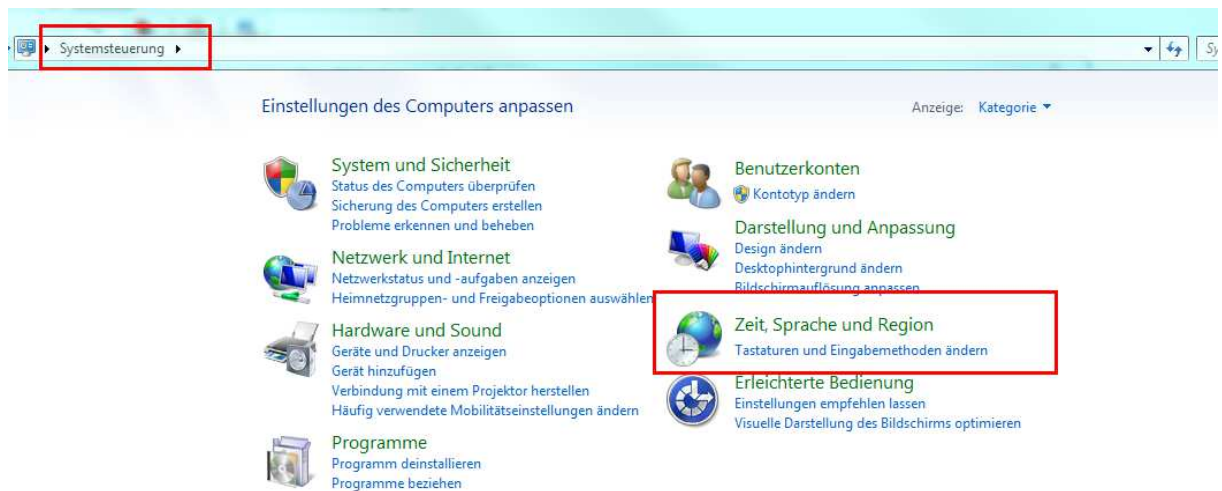 Systemsteuerung
Sy
Einstellungen des Computers anpassen
Anzeige: Kategorie
System und Sicherheit
Status des Computers überprüfen
Sicherung des Computers erstellen
Probleme erkennen und beheben
Netzwerk und Internet
Netzwerkstatus und -aufgaben anzeigen
Heimnetzgruppen- und Freigabeoptionen auswählen
Hardware und Sound
Geräte und Drucker anzeigen
Gerät hinzufügen
Verbindung mit einem Projektor herstellen
Häufig verwendete Mobilitätseinstellungen ändern
Programme
Programm deinstallieren
Programme beziehen
Benutzerkonten
Kontotyp ändern
Darstellung und Anpassung
Design ändern
Desktophintergrund ändern
Bildschirmauflösung anpassen
Zeit, Sprache und Region
Tastaturen und Eingabemethoden ändern
Erleichterte Bedienung
Einstellungen empfehlen lassen
Visuelle Darstellung des Bildschirms optimieren